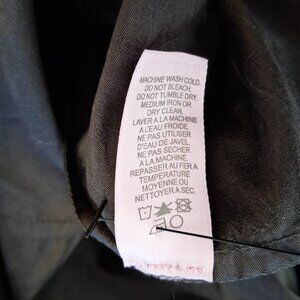 MACHINE WASH COLD.
DO NOT BLEACH.
DO NOT TUMBLE DRY.
MEDIUM IRON OR
DRY CLEAN.
LAVER A LA MACHINE
A L'EAU FROIDE.
NE PAS UTILISER
D'EAU DE JAVEL.
NE PAS SECHER
A LA MACHINE.
REPASSER AU FER A
TEMPERATURE
MOYENNE OU
NETTOYER A SEC.